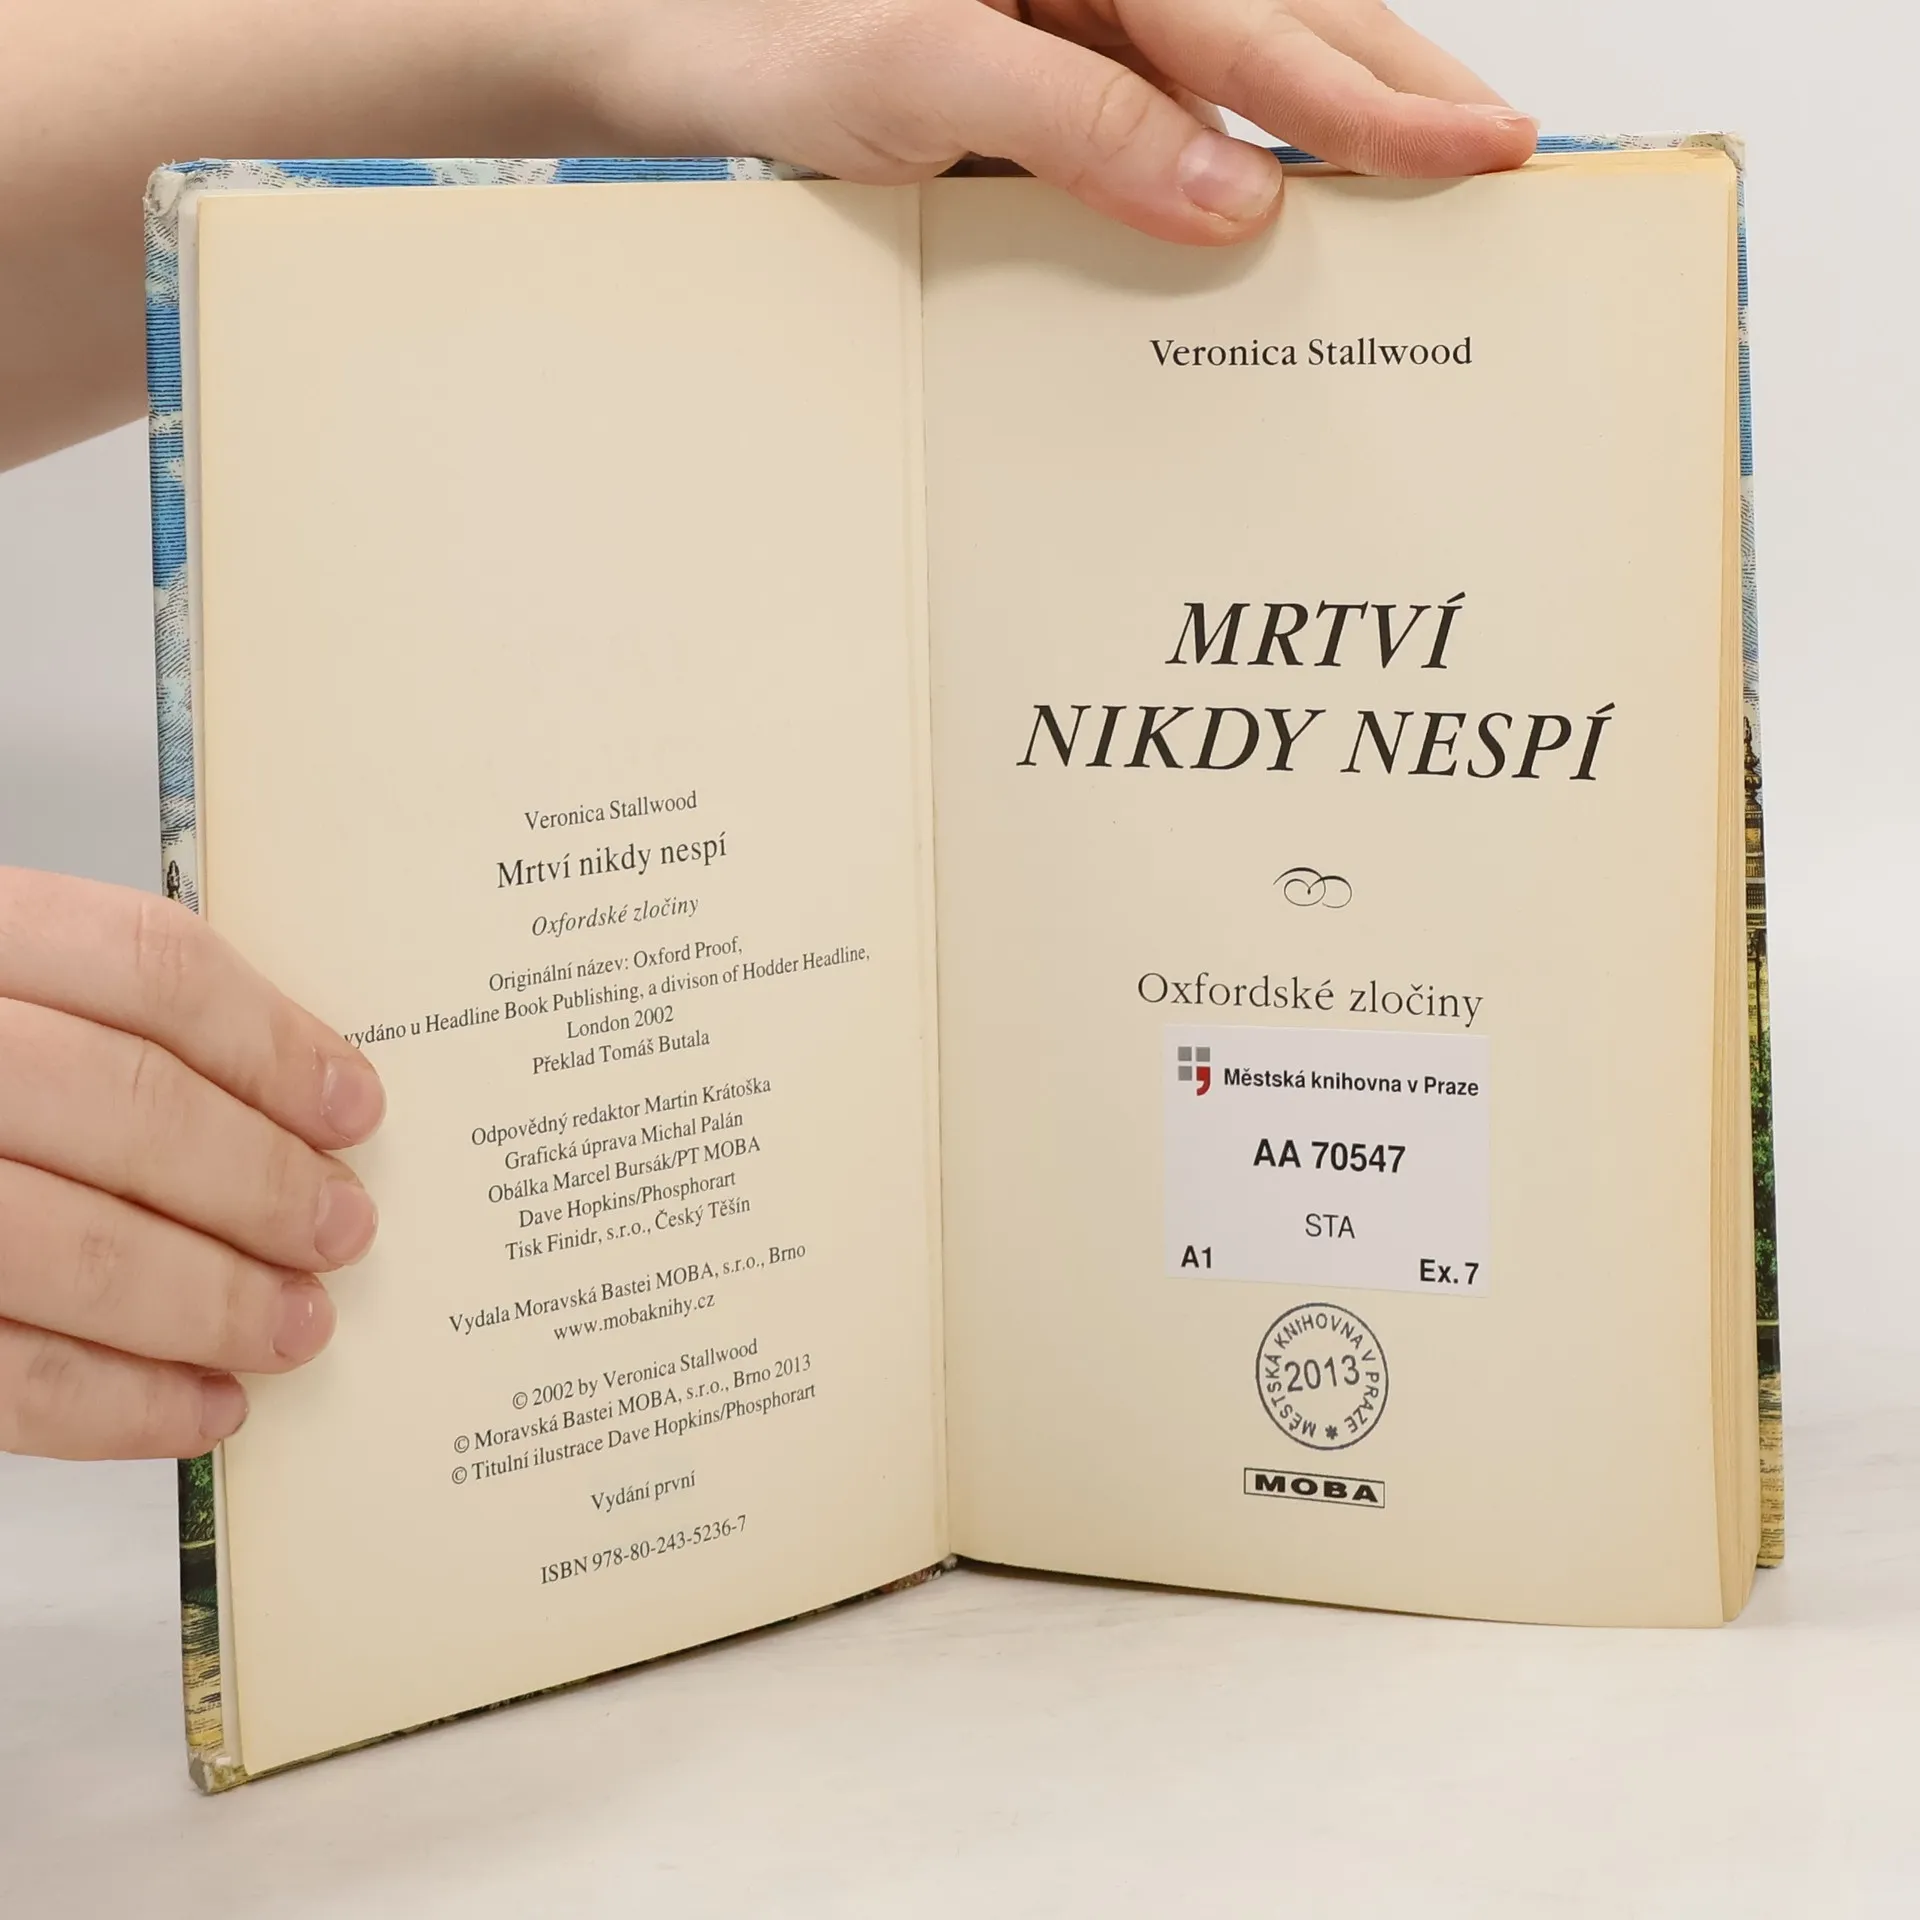 Veronica Stallwood
Mrtví nikdy nespí
Oxfordské zločiny
Originální název: Oxford Proof,
vydáno u Headline Book Publishing, a divison of Hodder Headline,
London 2002
Překlad Tomáš Butala
Odpovědný redaktor Martin Krátoška
Grafická úprava Michal Palán
Obálka Marcel Bursák/PT MOBA
Dave Hopkins/Phosphorart
Tisk Finidr, s.r.o., Český Těšín
Vydala Moravská Bastei MOBA, s.r.o., Brno
www.mobaknihy.cz
© 2002 by Veronica Stallwood
© Moravská Bastei MOBA, s.r.o., Brno 2013
© Titulní ilustrace Dave Hopkins/Phosphorart
Vydání první
ISBN 978-80-243-5236-7
Veronica Stallwood
MRTVÍ
NIKDY NESPÍ
Oxfordské zločiny
Městská knihovna v Praze
AA 70547
STA
A1 Ex. 7
MĚSTSKÁ KNIHOVNA V PRAZE *
2013
MOBA